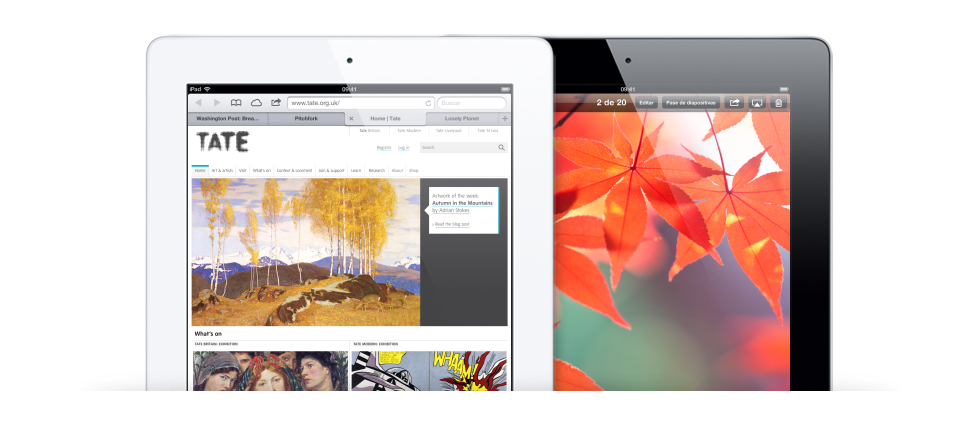 iPad
09:41
www.tate.org.uk/
Buscar
Washington Post: Brea...
Pitchfork
Home | Tate
Lonely Planet
TATE
Tate Britain
Tate Modern
Tate Liverpool
Tate St Ives
Register
Log in
Search
Home
Art & artists
Visit
What's on
Context & comment
Join & support
Learn
Research
About
Shop
Artwork of the week:
Autumn in the Mountains
by Adrian Stokes
› Read the blog post
What's on
TATE BRITAIN: EXHIBITION
TATE MODERN: EXHIBITION
WHAAM!
09:41
2 de 20
Editar
Pase de diapositivas